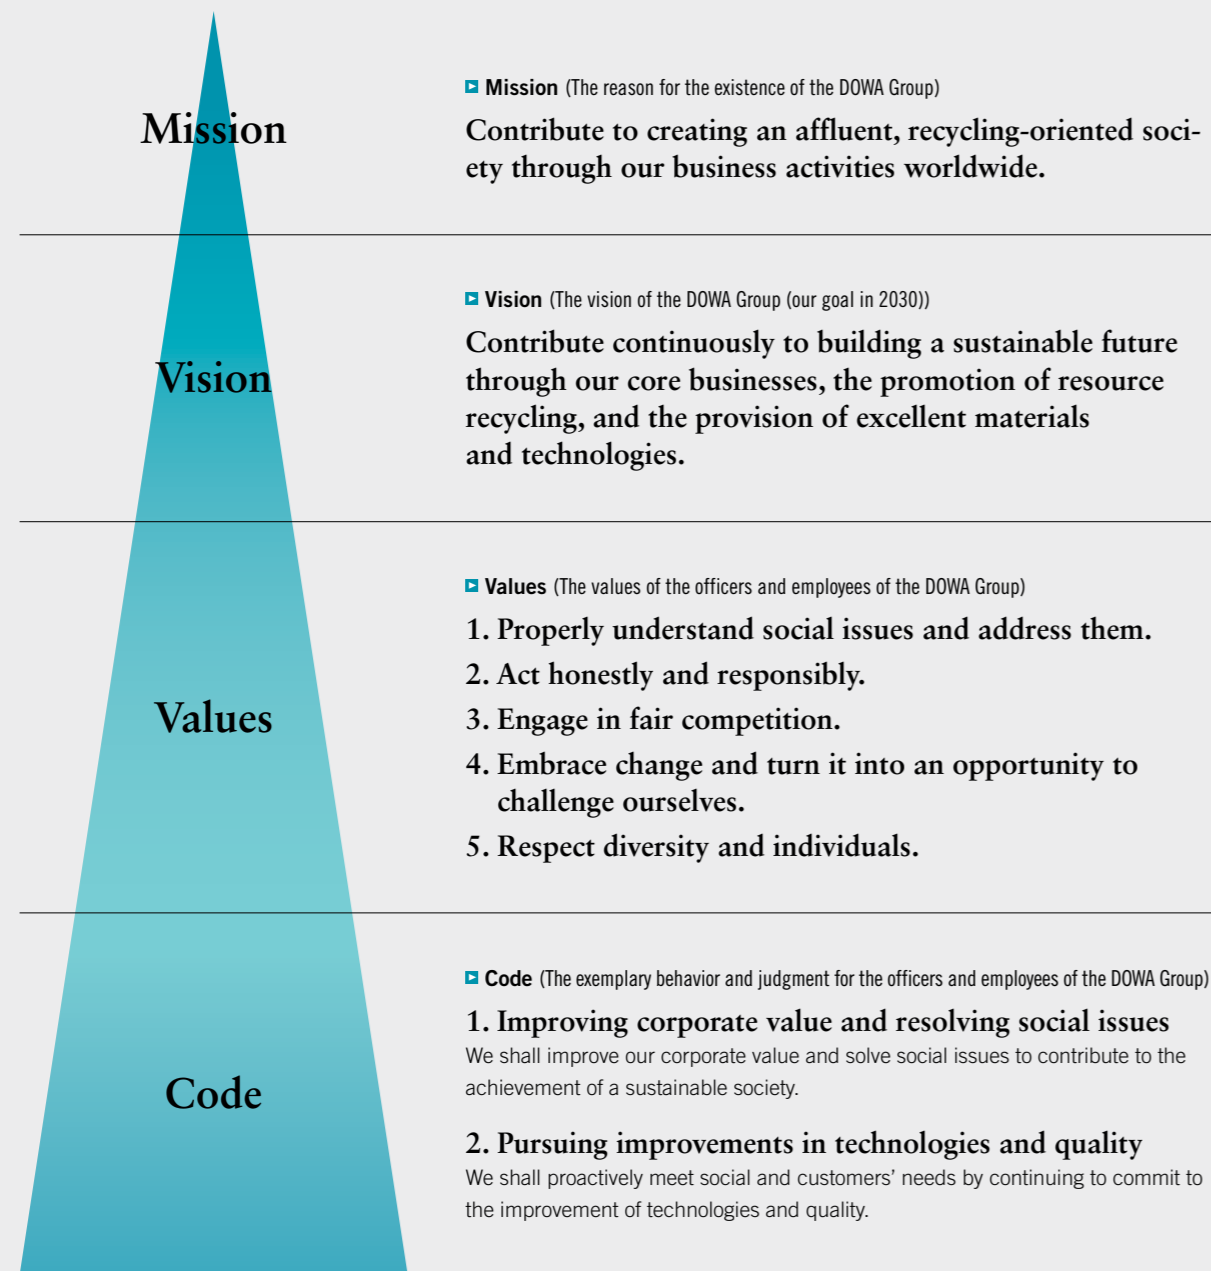 Mission
Mission (The reason for the existence of the DOWA Group)
Contribute to creating an affluent, recycling-oriented soci-
ety through our business activities worldwide.
Vision
Vision (The vision of the DOWA Group (our goal in 2030))
Contribute continuously to building a sustainable future
through our core businesses, the promotion of resource
recycling, and the provision of excellent materials
and technologies.
Values
Values (The values of the officers and employees of the DOWA Group)
1. Properly understand social issues and address them.
2. Act honestly and responsibly.
3. Engage in fair competition.
4. Embrace change and turn it into an opportunity to
challenge ourselves.
5. Respect diversity and individuals.
Code
Code (The exemplary behavior and judgment for the officers and employees of the DOWA Group)
1. Improving corporate value and resolving social issues
We shall improve our corporate value and solve social issues to contribute to the
achievement of a sustainable society.
2. Pursuing improvements in technologies and quality
We shall proactively meet social and customers’ needs by continuing to commit to
the improvement of technologies and quality.